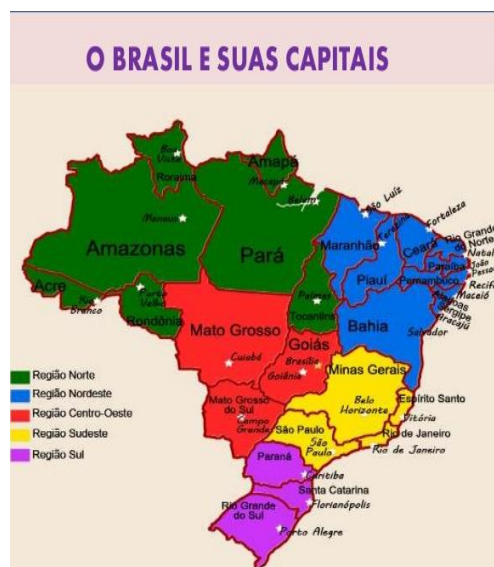 O BRASIL E SUAS CAPITAIS
Boa
Vista
Roraima
Amapá
Macapá
Manaus
Amazonas
Pará
Belém
São Luíz
Maranhão
Terezina
Ceará
Fortaleza
Rio Grande
do Norte
Natal
Paraíba
João
Pessoa
Pernambuco
Recife
Maceió
Alagoas
Sergipe
Aracajú
Piauí
Acre
Rio
Branco
Porto
Velho
Rondônia
Palmas
Tocantins
Bahia
Salvador
Mato Grosso
Cuiabá
Goiás
Brasília
Goiânia
Minas Gerais
Belo
Horizonte
Espírito Santo
Vitória
Mato Grosso
do Sul
Campo
Grande
São Paulo
São
Paulo
Rio de Janeiro
Rio de Janeiro
Paraná
Curitiba
Santa Catarina
Florianópolis
Rio Grande
do Sul
Porto Alegre
Região Norte
Região Nordeste
Região Centro-Oeste
Região Sudeste
Região Sul